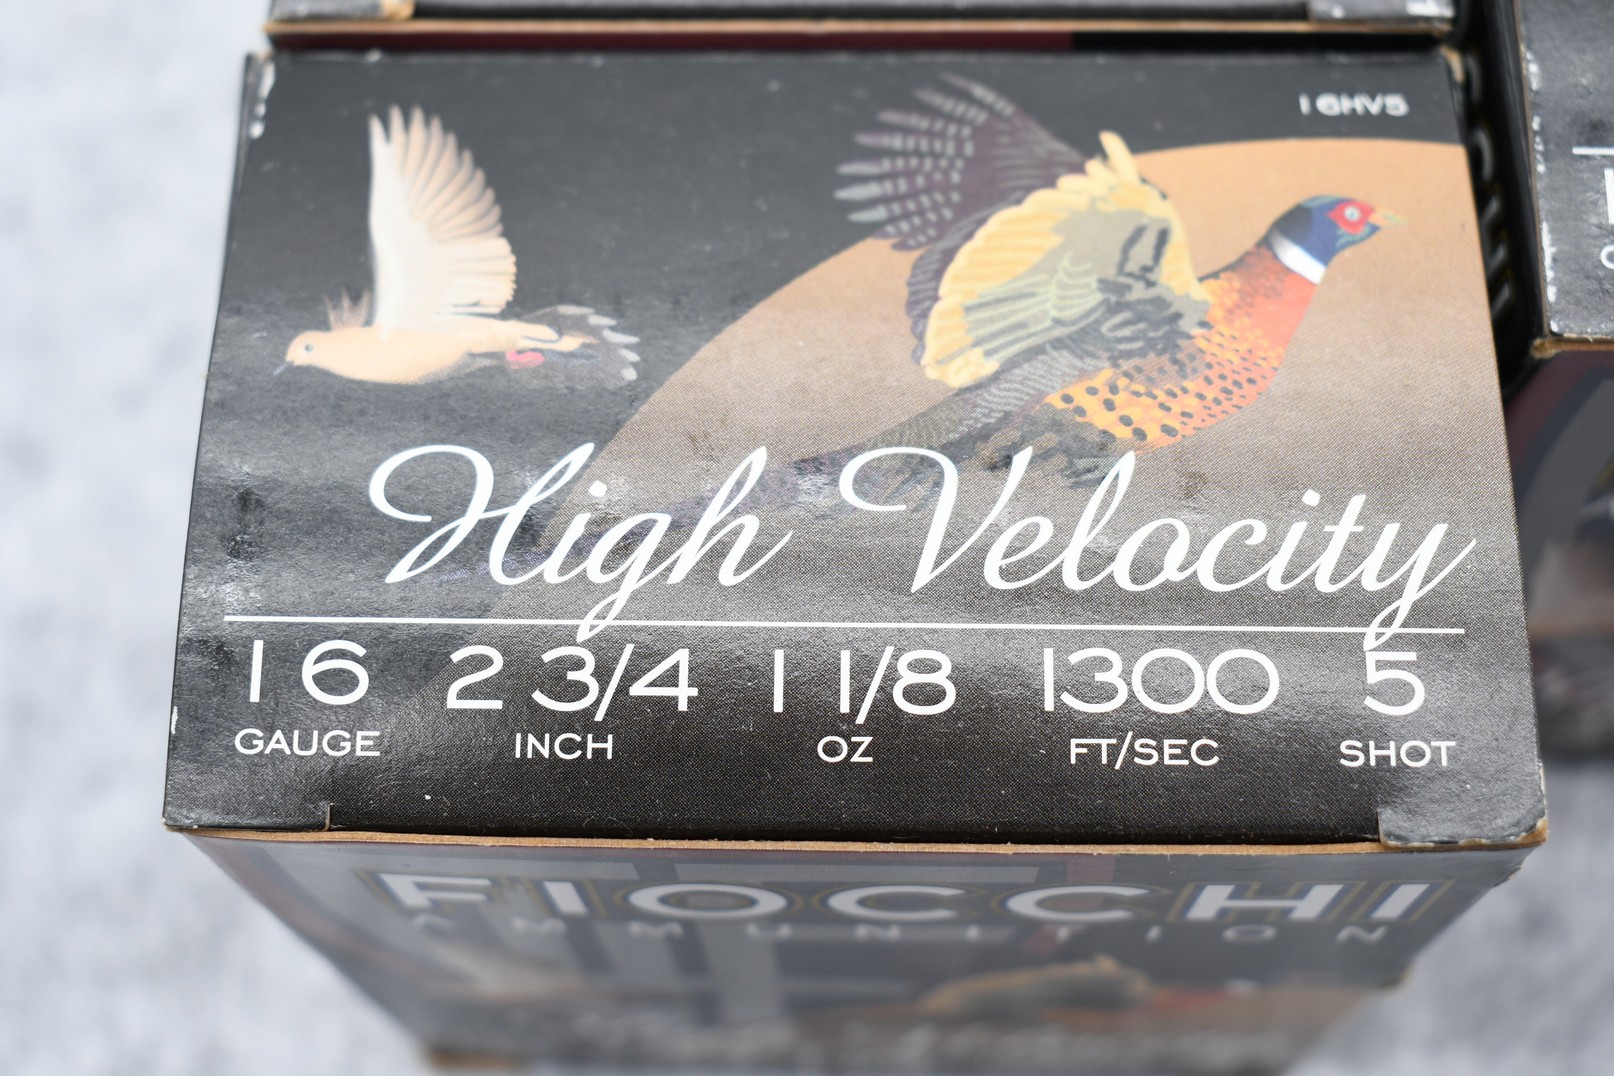 16HV5
High Velocity
16 2 3/4 1 1/8 1300 5
GAUGE INCH OZ FT/SEC SHOT
FIOCCHI
AMMUNITION